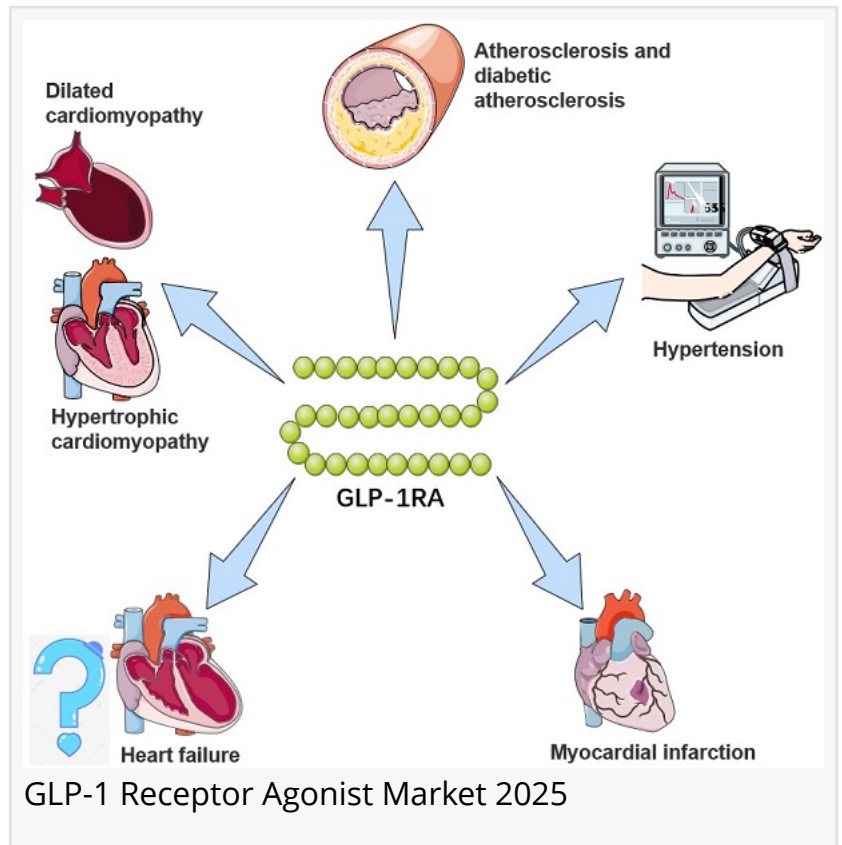 Dilated
cardiomyopathy
Atherosclerosis and
diabetic
atherosclerosis
Hypertension
Hypertrophic
cardiomyopathy
GLP-1RA
Heart failure
Myocardial infarction
GLP-1 Receptor Agonist Market 2025